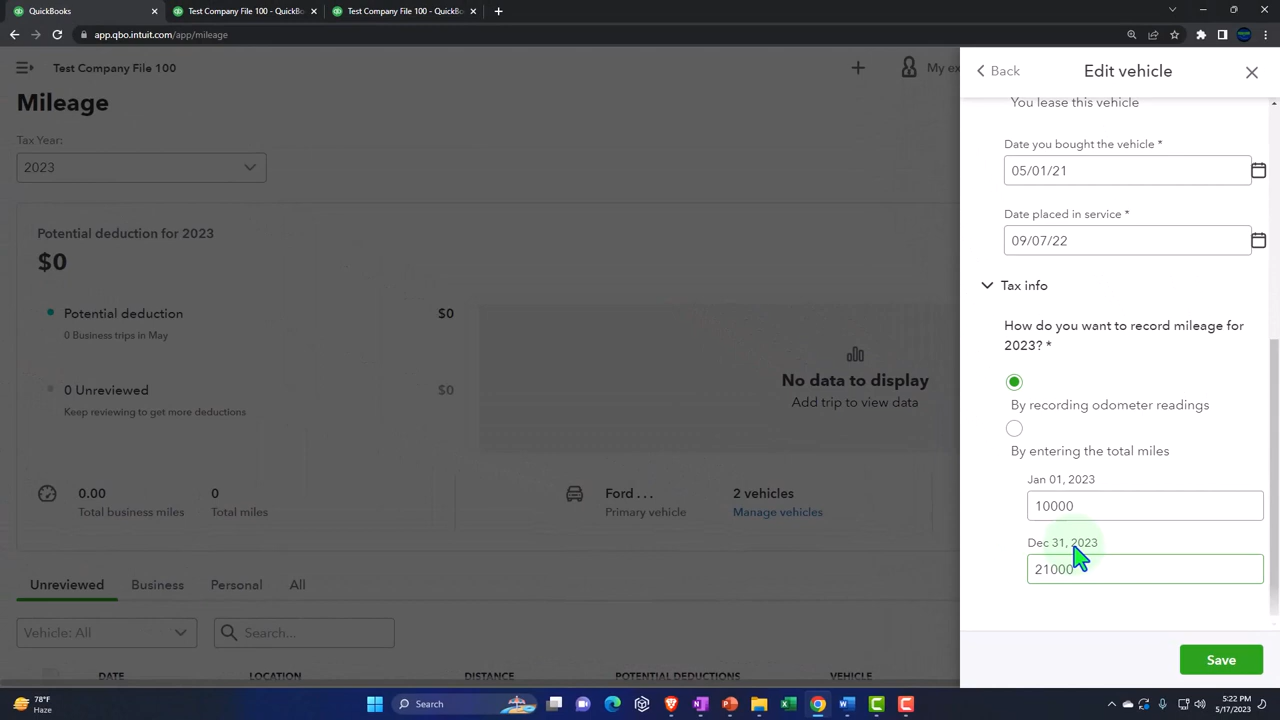 QuickBooks
Test Company File 100 - QuickBo
Test Company File 100 - QuickBo
app.qbo.intuit.com/app/mileage
Test Company File 100
My ex
Mileage
Tax Year:
2023
Potential deduction for 2023
$0
Potential deduction
$0
0 Business trips in May
0 Unreviewed
$0
Keep reviewing to get more deductions
No data to display
Add trip to view data
0.00
Total business miles
0
Total miles
Ford . . .
Primary vehicle
2 vehicles
Manage vehicles
Unreviewed
Business
Personal
All
Vehicle: All
Search...
DATE
LOCATION
DISTANCE
POTENTIAL DEDUCTIONS
VEHICLE
Back
Edit vehicle
You lease this vehicle
Date you bought the vehicle *
05/01/21
Date placed in service *
09/07/22
Tax info
How do you want to record mileage for
2023? *
By recording odometer readings
By entering the total miles
Jan 01, 2023
10000
Dec 31, 2023
21000
Save
78°F
Haze
Search
5:22 PM
5/17/2023